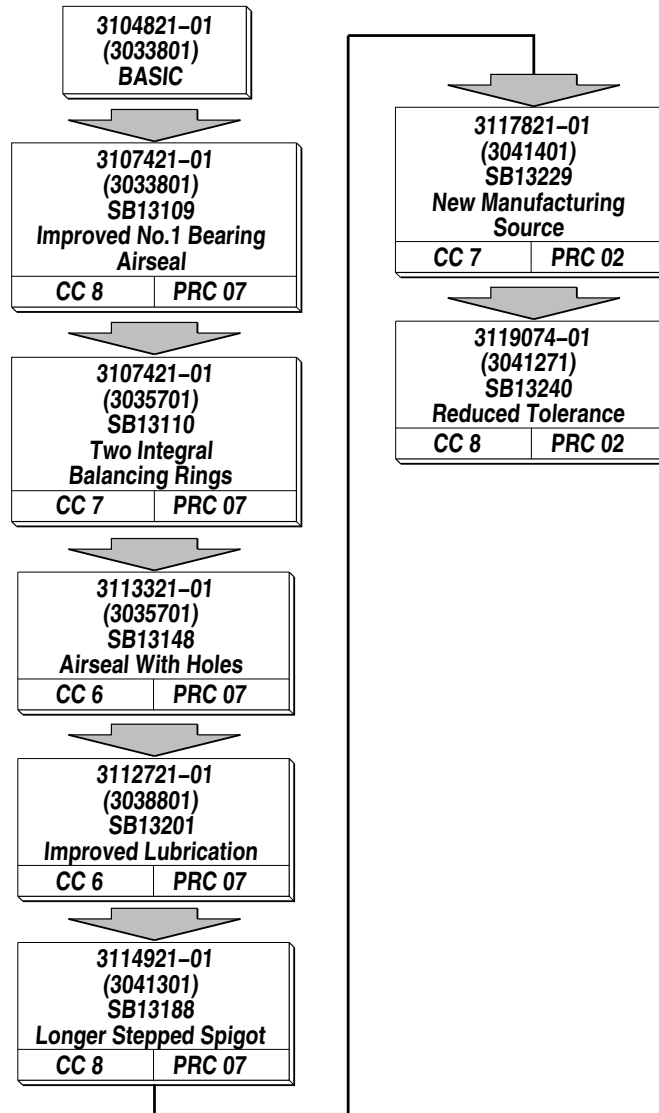 3104821–01
(3033801)
BASIC
3107421–01
(3033801)
SB13109
Improved No.1 Bearing
Airseal
CC 8 PRC 07
3107421–01
(3035701)
SB13110
Two Integral
Balancing Rings
CC 7 PRC 07
3113321–01
(3035701)
SB13148
Airseal With Holes
CC 6 PRC 07
3112721–01
(3038801)
SB13201
Improved Lubrication
CC 6 PRC 07
3114921–01
(3041301)
SB13188
Longer Stepped Spigot
CC 8 PRC 07
3117821–01
(3041401)
SB13229
New Manufacturing
Source
CC 7 PRC 02
3119074–01
(3041271)
SB13240
Reduced Tolerance
CC 8 PRC 02